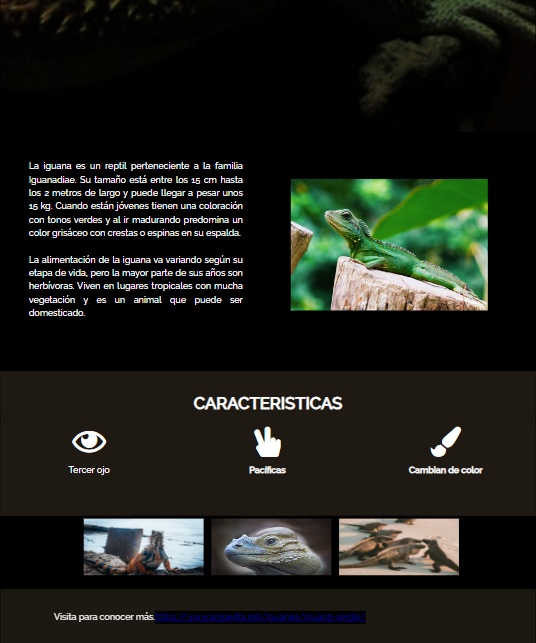 La iguana es un reptil perteneciente a la familia
Iguanadiae. Su tamaño está entre los 15 cm hasta
los 2 metros de largo y puede llegar a pesar unos
15 kg. Cuando están jóvenes tienen una coloración
con tonos verdes y al ir madurando predomina un
color grisáceo con crestas o espinas en su espalda.
La alimentación de la iguana va variando según su
etapa de vida, pero la mayor parte de sus años son
herbívoras. Viven en lugares tropicales con mucha
vegetación y es un animal que puede ser
domesticado.
CARACTERISTICAS
Tercer ojo
Pacíficas
Cambian de color
Visita para conocer más.